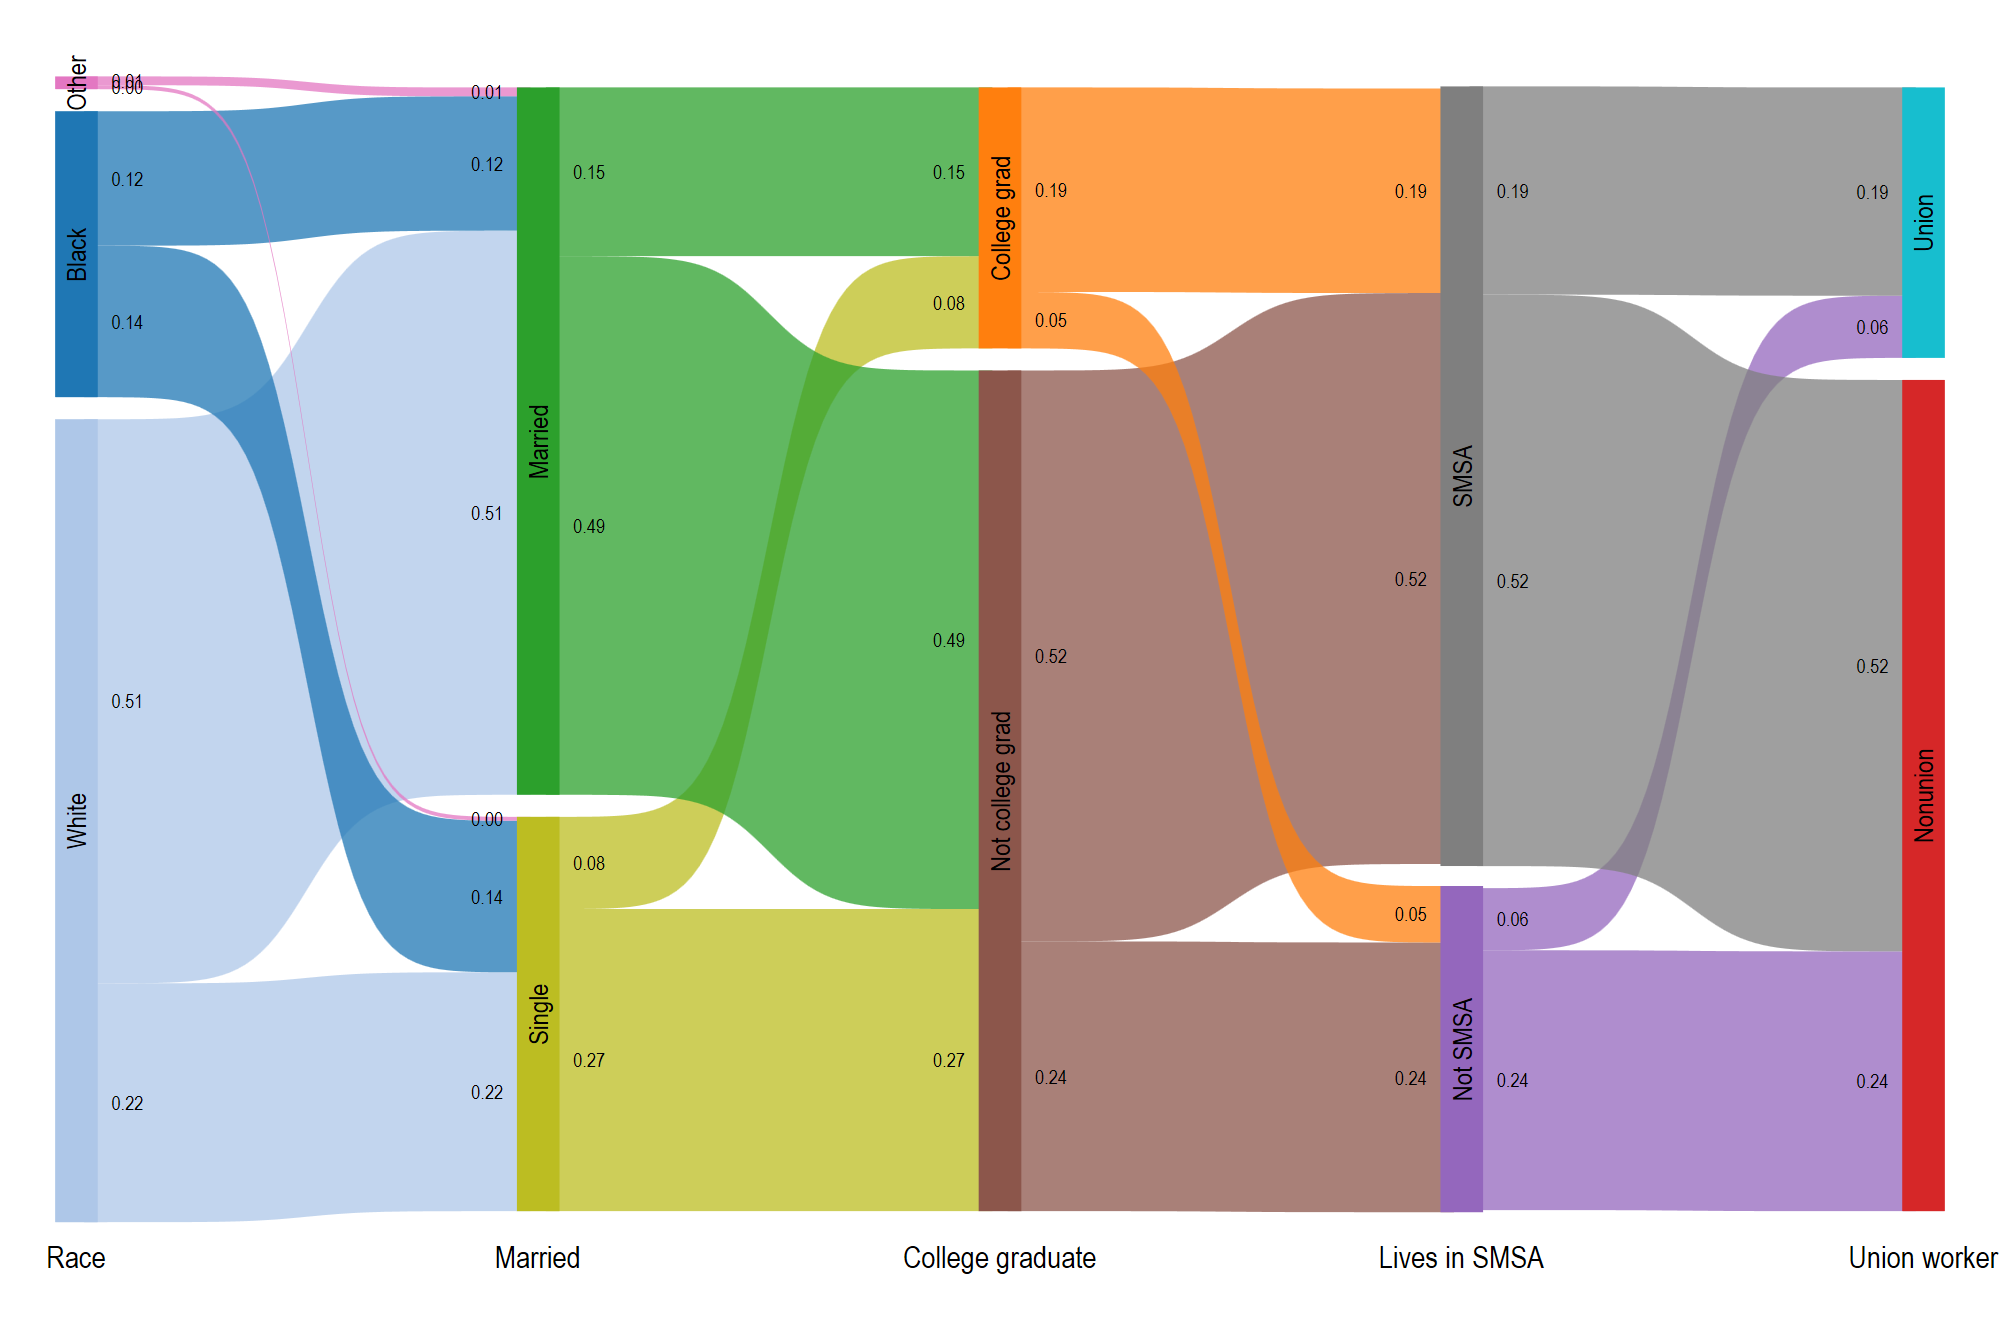 Other
0.01
0.00
Black
0.12
0.14
White
0.51
0.22
0.01
0.12
0.51
Married
0.15
0.49
0.00
0.14
0.22
Single
0.08
0.27
0.15
0.08
College grad
0.19
0.05
0.49
0.27
Not college grad
0.52
0.24
0.19
0.52
SMSA
0.19
0.52
0.05
0.24
Not SMSA
0.06
0.24
0.19
0.06
Union
0.52
0.24
Nonunion
Race
Married
College graduate
Lives in SMSA
Union worker